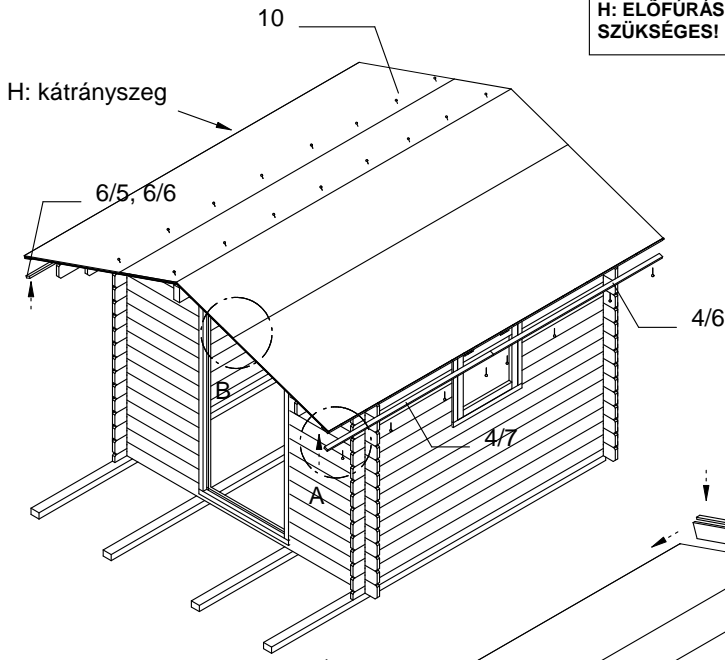 H: ELŐFÚRÁS
SZÜKSÉGES!
10
H: kátrányszeg
6/5, 6/6
4/6
B
4/7
A